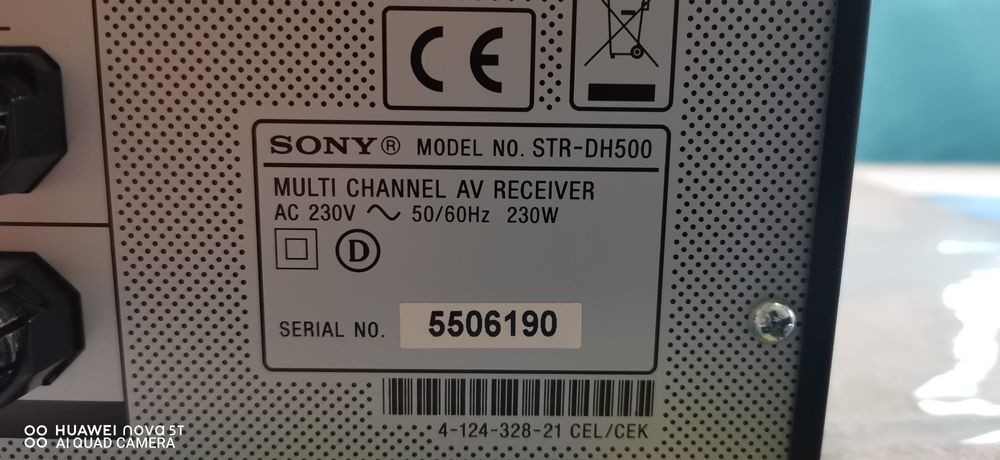 CE
SONY® MODEL NO. STR-DH500
MULTI CHANNEL AV RECEIVER
AC 230V ~ 50/60Hz 230W
D
SERIAL NO. 5506190
4-124-328-21 CEL/CEK
HUAWEI nova 5T
AI QUAD CAMERA